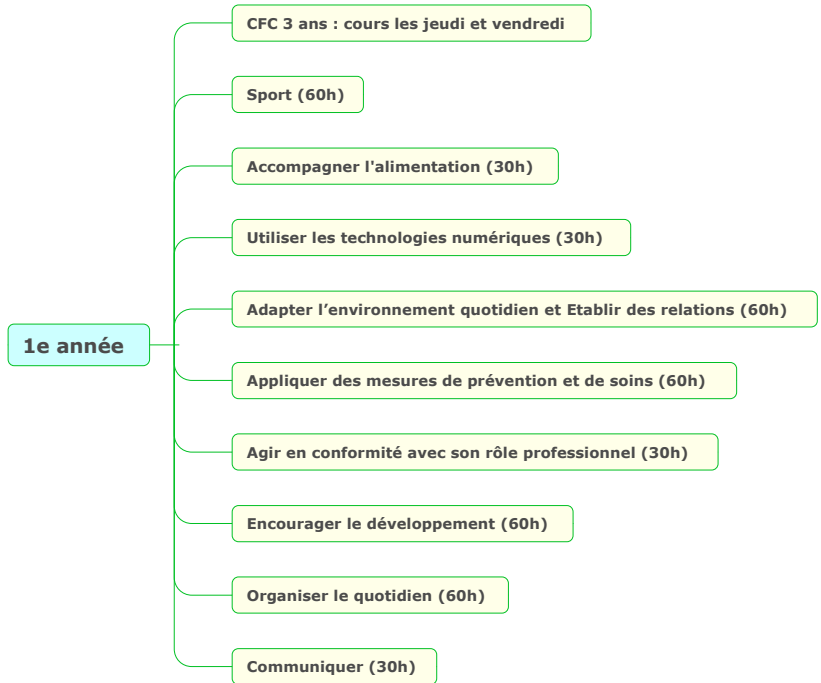 CFC 3 ans : cours les jeudi et vendredi
Sport (60h)
Accompagner l'alimentation (30h)
Utiliser les technologies numériques (30h)
Adapter l’environnement quotidien et Etablir des relations (60h)
1e année
Appliquer des mesures de prévention et de soins (60h)
Agir en conformité avec son rôle professionnel (30h)
Encourager le développement (60h)
Organiser le quotidien (60h)
Communiquer (30h)